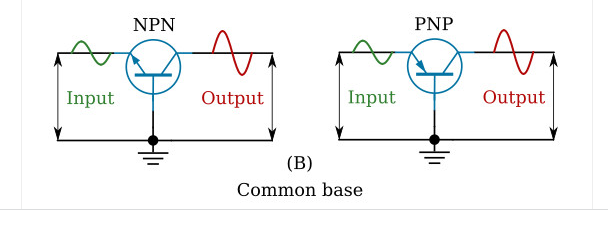 NPN
PNP
Input
Output
Input
Output
(B)
Common base